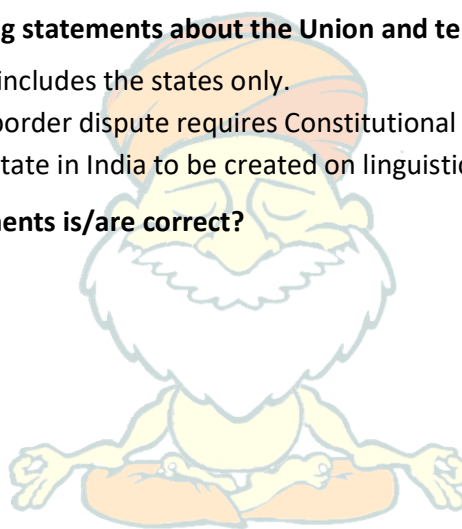 g statements about the Union and te
includes the states only.
border dispute requires Constitutional
tate in India to be created on linguistic
ments is/are correct?